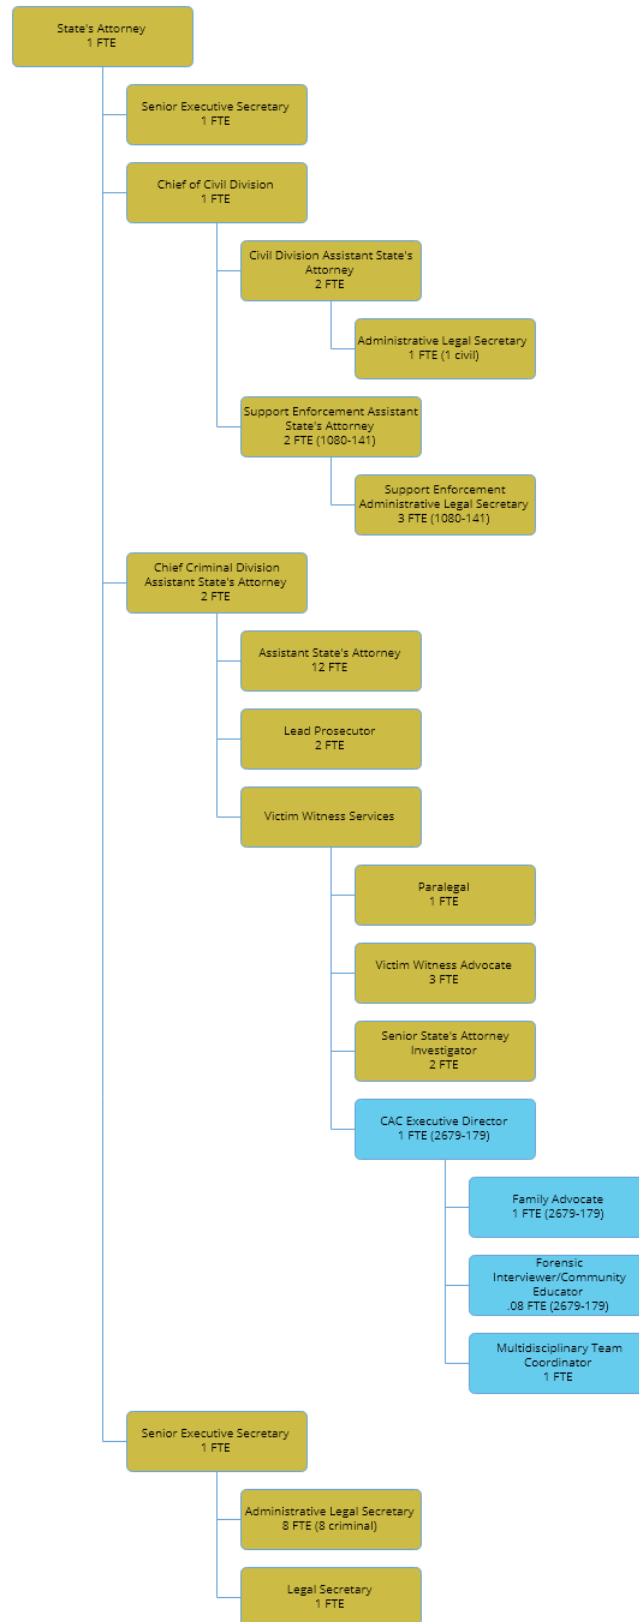 State's Attorney
1 FTE
Senior Executive Secretary
1 FTE
Chief of Civil Division
1 FTE
Civil Division Assistant State's
Attorney
2 FTE
Administrative Legal Secretary
1 FTE (1 civil)
Support Enforcement Assistant
State's Attorney
2 FTE (1080-141)
Support Enforcement
Administrative Legal Secretary
3 FTE (1080-141)
Chief Criminal Division
Assistant State's Attorney
2 FTE
Assistant State's Attorney
12 FTE
Lead Prosecutor
2 FTE
Victim Witness Services
Paralegal
1 FTE
Victim Witness Advocate
3 FTE
Senior State's Attorney
Investigator
2 FTE
CAC Executive Director
1 FTE (2679-179)
Family Advocate
1 FTE (2679-179)
Forensic
Interviewer/Community
Educator
.08 FTE (2679-179)
Multidisciplinary Team
Coordinator
1 FTE
Senior Executive Secretary
1 FTE
Administrative Legal Secretary
8 FTE (8 criminal)
Legal Secretary
1 FTE